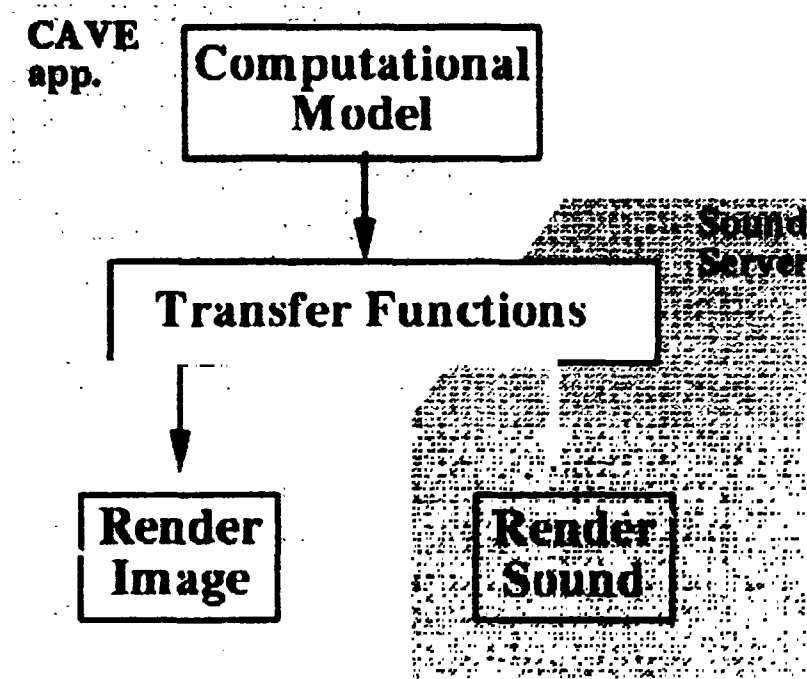 CAVE
app.
Computational
Model
Sound
Server
Transfer Functions
Render
Image
Render
Sound